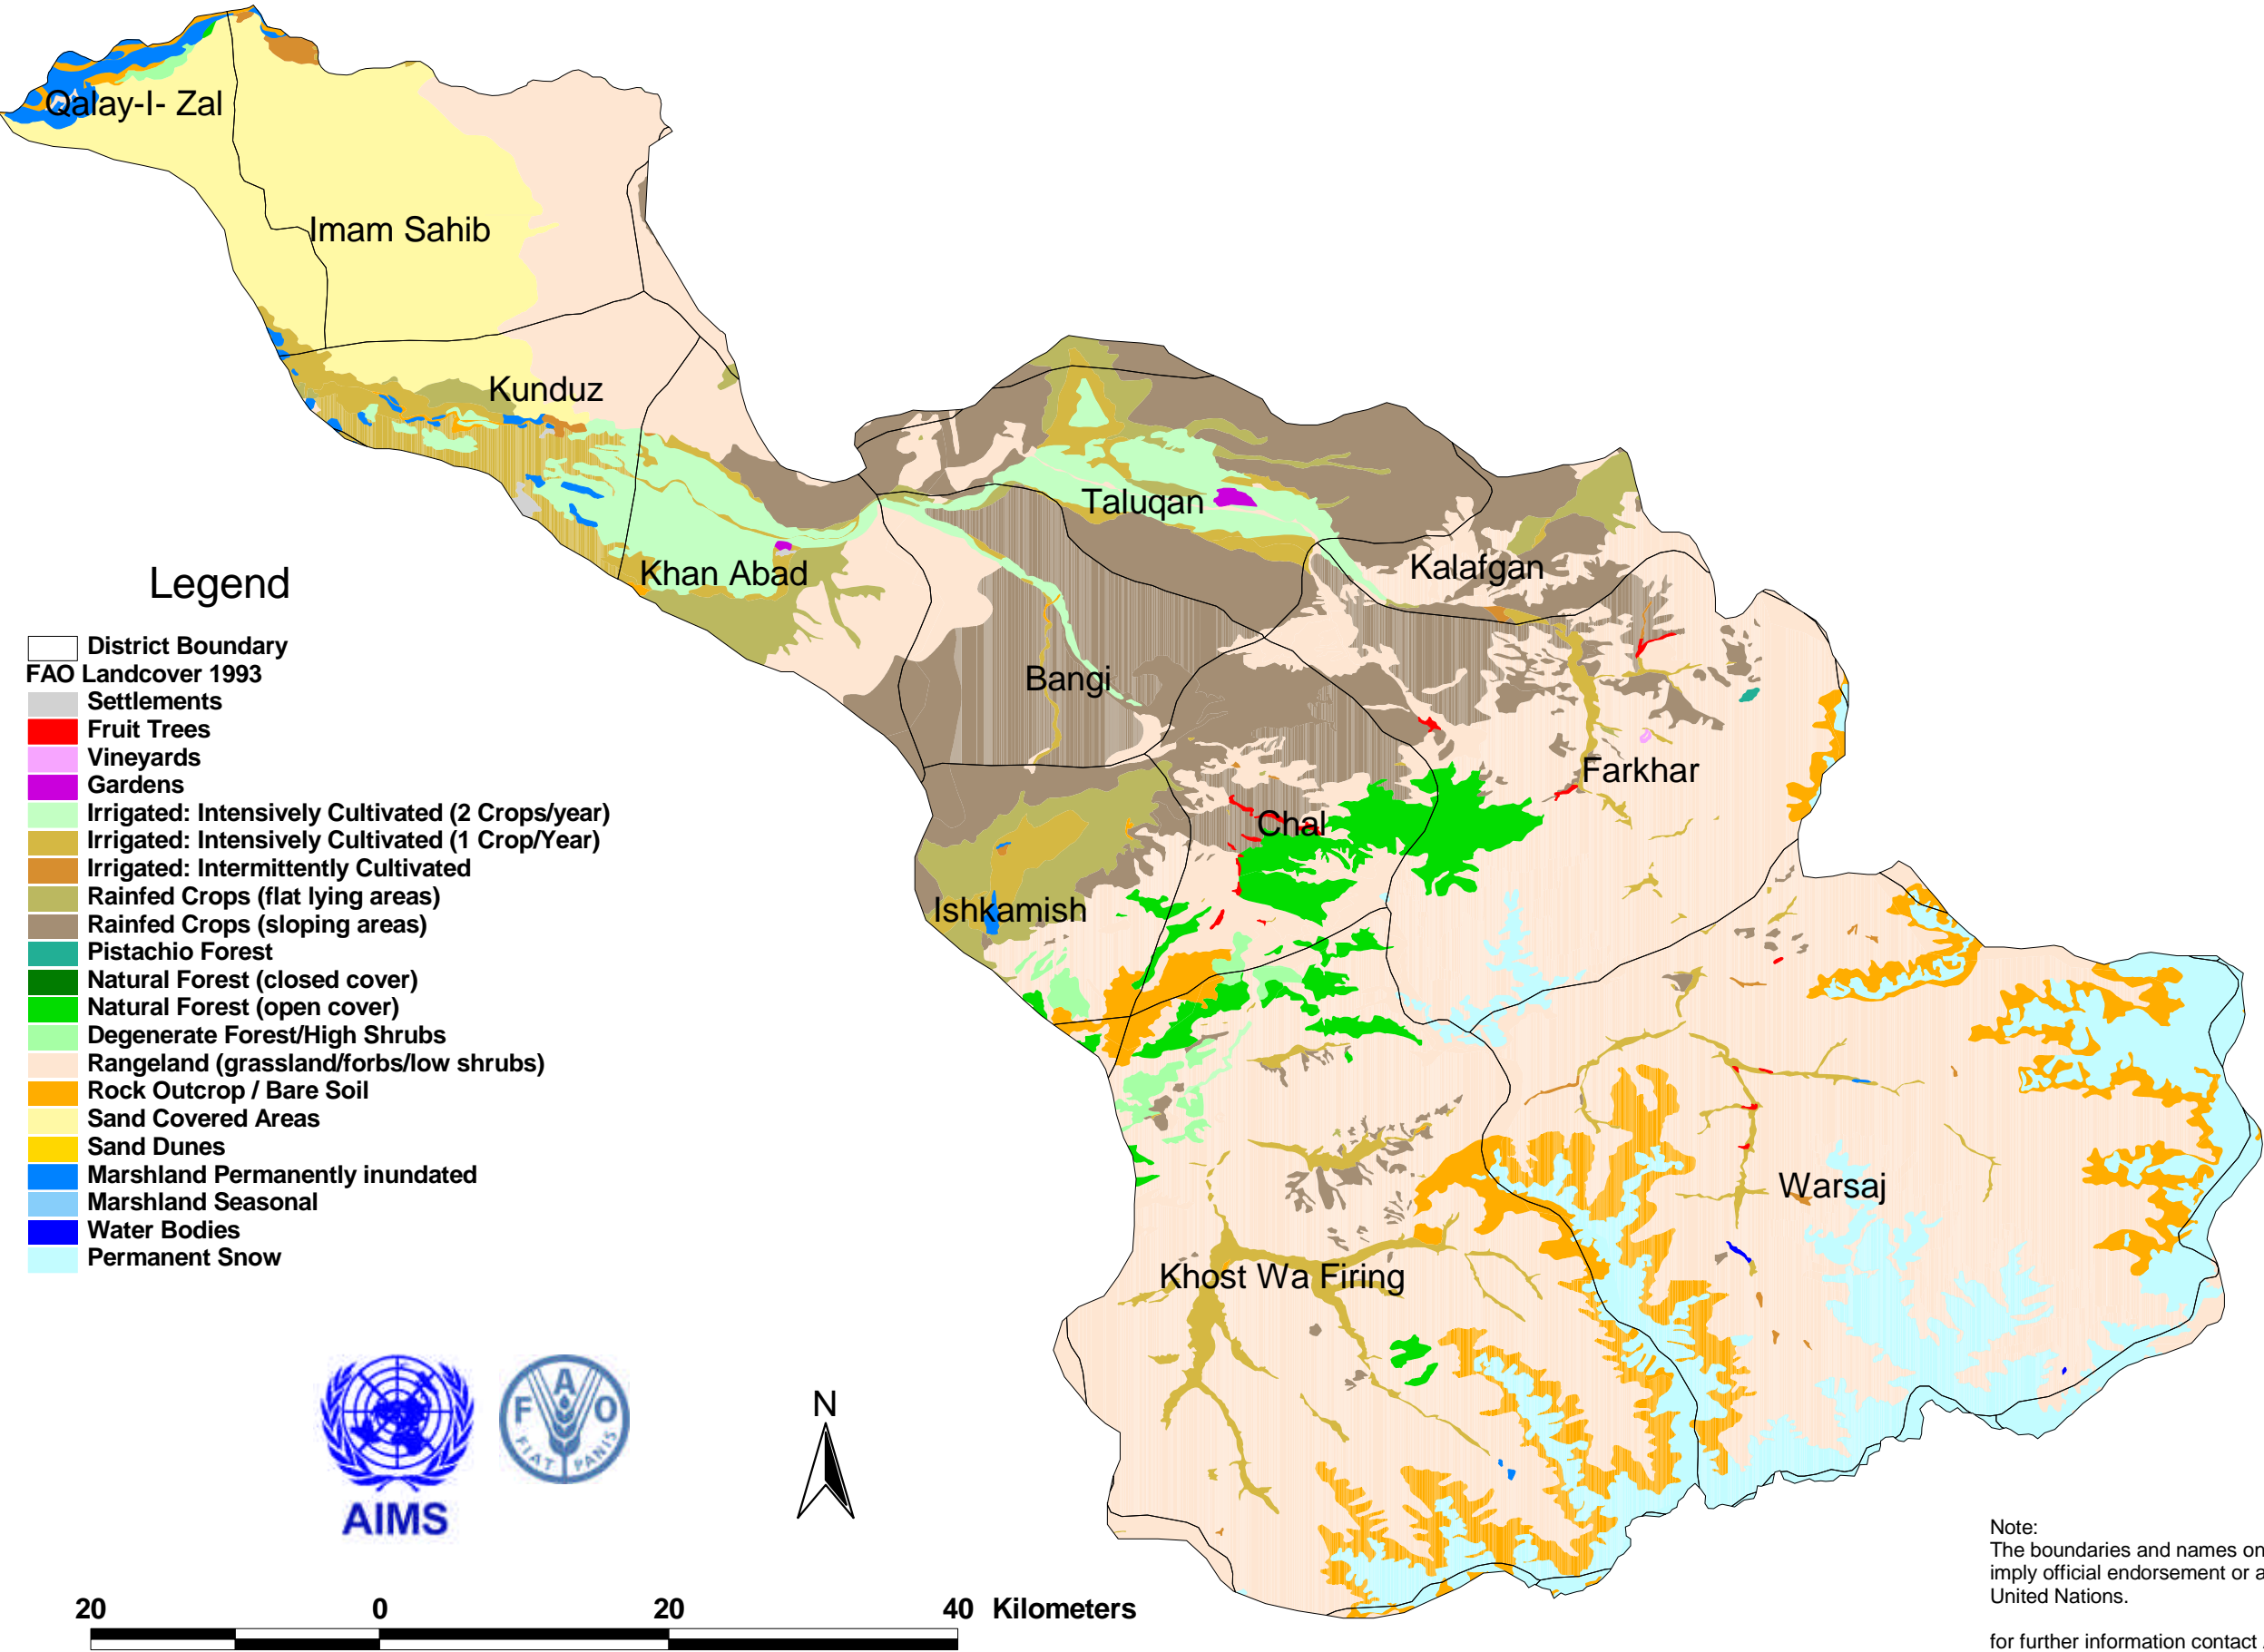 Qalay-I- Zal
Imam Sahib
Kunduz
Taluqan
Khan Abad
Kalafgan
Bangi
Farkhar
Chal
Ishkamish
Warsaj
Khost Wa Firing
Legend
District Boundary
FAO Landcover 1993
Settlements
Fruit Trees
Vineyards
Gardens
Irrigated: Intensively Cultivated (2 Crops/year)
Irrigated: Intensively Cultivated (1 Crop/Year)
Irrigated: Intermittently Cultivated
Rainfed Crops (flat lying areas)
Rainfed Crops (sloping areas)
Pistachio Forest
Natural Forest (closed cover)
Natural Forest (open cover)
Degenerate Forest/High Shrubs
Rangeland (grassland/forbs/low shrubs)
Rock Outcrop / Bare Soil
Sand Covered Areas
Sand Dunes
Marshland Permanently inundated
Marshland Seasonal
Water Bodies
Permanent Snow
AIMS
F A O
FIAT PANIS
N
20 0 20 40 Kilometers
Note:
The boundaries and names on
imply official endorsement or a
United Nations.
for further information contact